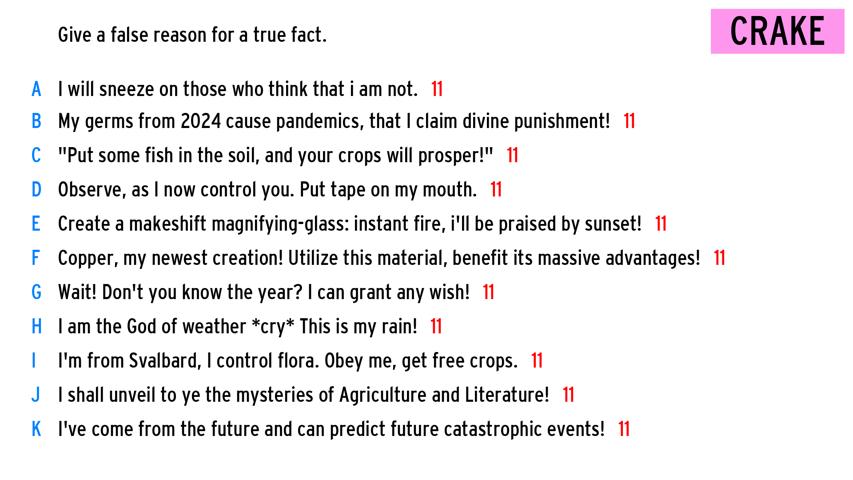 Give a false reason for a true fact.
CRAKE
A I will sneeze on those who think that i am not. 11
B My germs from 2024 cause pandemics, that I claim divine punishment! 11
C "Put some fish in the soil, and your crops will prosper!" 11
D Observe, as I now control you. Put tape on my mouth. 11
E Create a makeshift magnifying-glass: instant fire, i'll be praised by sunset! 11
F Copper, my newest creation! Utilize this material, benefit its massive advantages! 11
G Wait! Don't you know the year? I can grant any wish! 11
H I am the God of weather *cry* This is my rain! 11
I I'm from Svalbard, I control flora. Obey me, get free crops. 11
J I shall unveil to ye the mysteries of Agriculture and Literature! 11
K I've come from the future and can predict future catastrophic events! 11